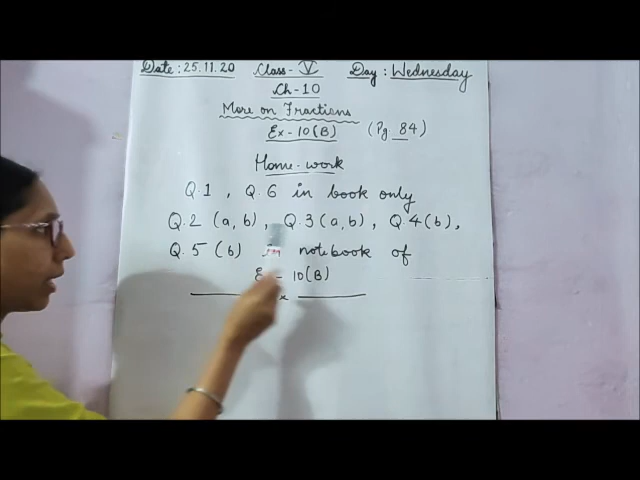 Date: 25.11.20 Class-V Day: Wednesday
Ch-10
More on Fractions
Ex-10(B) (Pg. 84)
Home-work
Q.1, Q.6 in book only
Q.2 (a,b), Q.3(a,b), Q.4(b),
Q.5 (b) in notebook of
10(B)